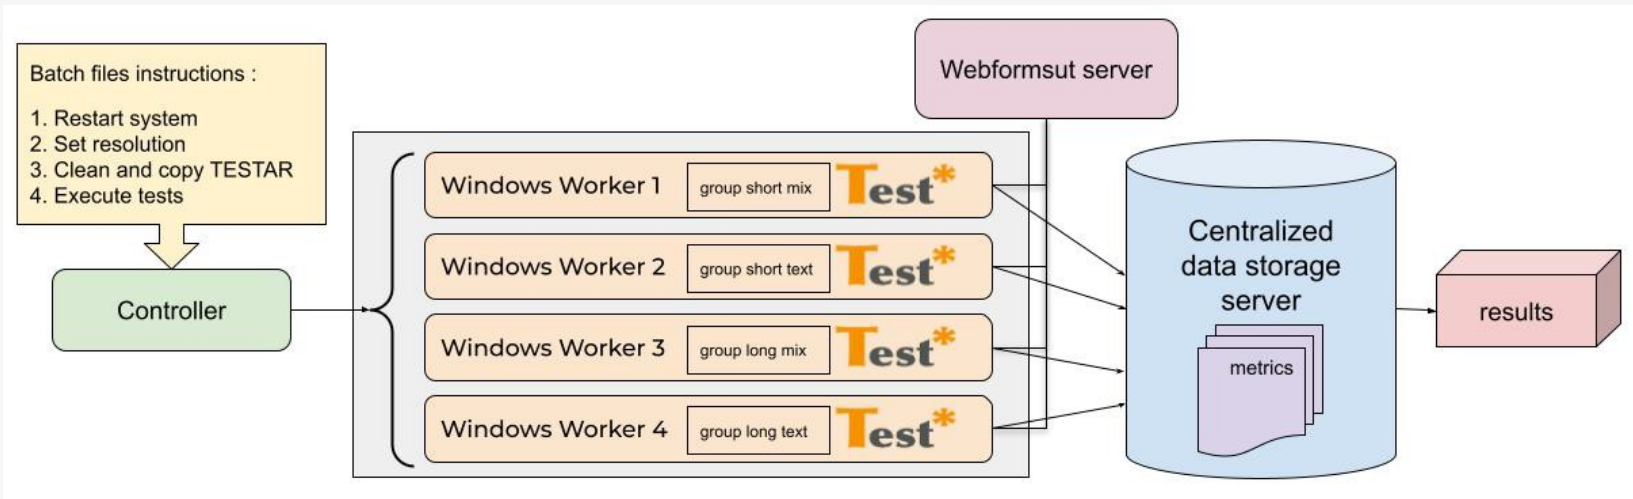 Batch files instructions :
1. Restart system
2. Set resolution
3. Clean and copy TESTAR
4. Execute tests
Controller
Windows Worker 1
group short mix
Test*
Windows Worker 2
group short text
Test*
Windows Worker 3
group long mix
Test*
Windows Worker 4
group long text
Test*
Webformsut server
Centralized
data storage
server
metrics
results